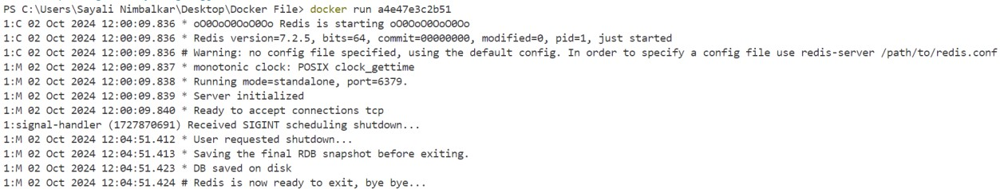 PS C:\Users\Sayali Nimbalkar\Desktop\Docker File> docker run a4e47e3c2b51
1:C 02 Oct 2024 12:00:09.836 * oO0OoO0OoO0Oo Redis is starting oO0OoO0OoO0Oo
1:C 02 Oct 2024 12:00:09.836 * Redis version=7.2.5, bits=64, commit=00000000, modified=0, pid=1, just started
1:C 02 Oct 2024 12:00:09.836 # Warning: no config file specified, using the default config. In order to specify a config file use redis-server /path/to/redis.conf
1:M 02 Oct 2024 12:00:09.837 * monotonic clock: POSIX clock_gettime
1:M 02 Oct 2024 12:00:09.838 * Running mode=standalone, port=6379.
1:M 02 Oct 2024 12:00:09.839 * Server initialized
1:M 02 Oct 2024 12:00:09.840 * Ready to accept connections tcp
1:signal-handler (1727870691) Received SIGINT scheduling shutdown...
1:M 02 Oct 2024 12:04:51.412 * User requested shutdown...
1:M 02 Oct 2024 12:04:51.413 * Saving the final RDB snapshot before exiting.
1:M 02 Oct 2024 12:04:51.423 * DB saved on disk
1:M 02 Oct 2024 12:04:51.424 # Redis is now ready to exit, bye bye...